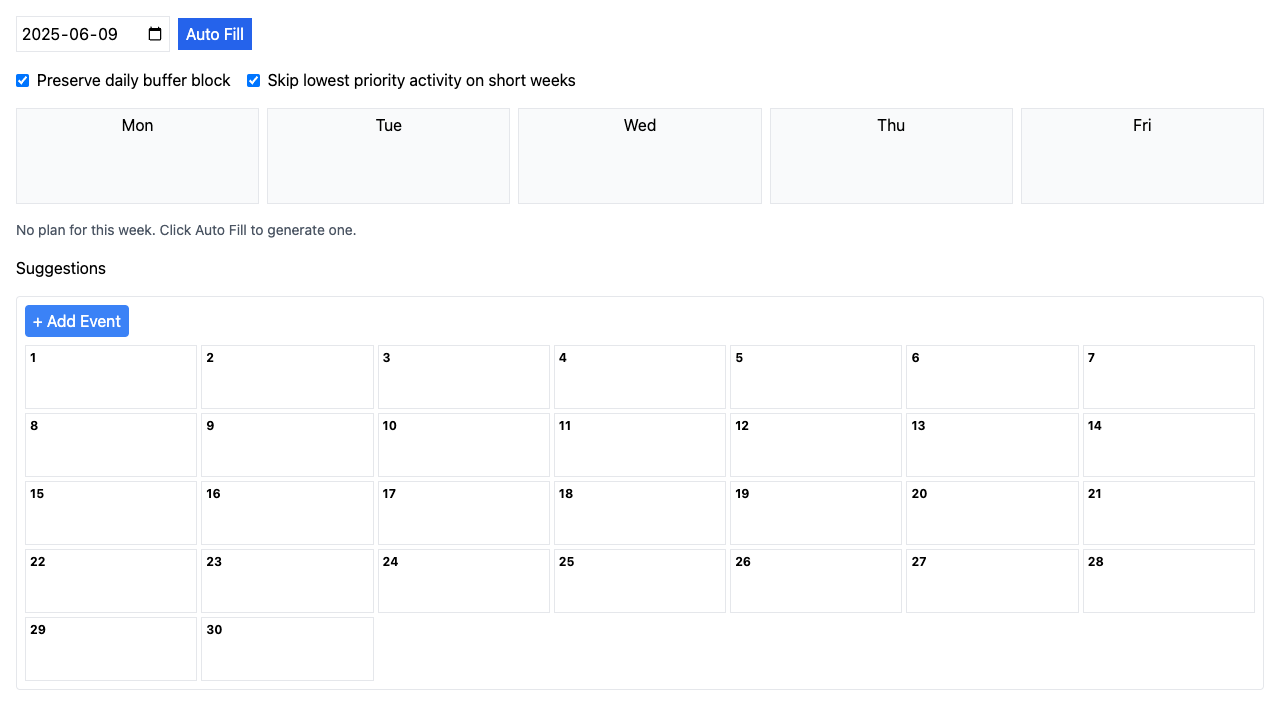 2025-06-09 Auto Fill
Preserve daily buffer block Skip lowest priority activity on short weeks
Mon Tue Wed Thu Fri
No plan for this week. Click Auto Fill to generate one.
Suggestions
+ Add Event
1 2 3 4 5 6 7
8 9 10 11 12 13 14
15 16 17 18 19 20 21
22 23 24 25 26 27 28
29 30